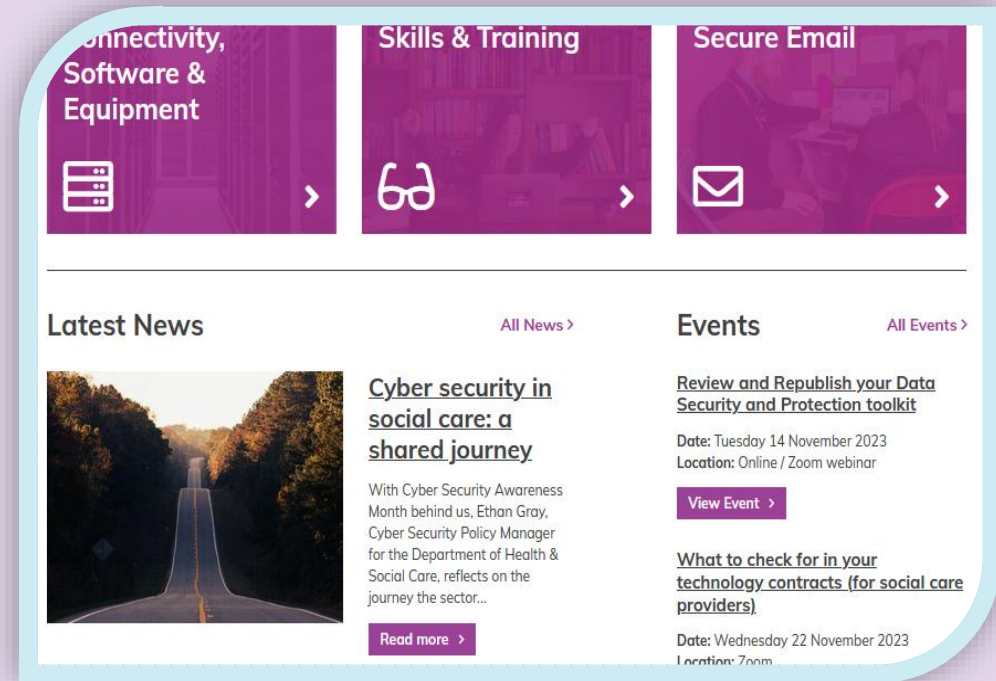 Connectivity,
Software &
Equipment
Skills & Training
Secure Email
Latest News
All News >
Cyber security in
social care: a
shared journey
With Cyber Security Awareness
Month behind us, Ethan Gray,
Cyber Security Policy Manager
for the Department of Health &
Social Care, reflects on the
journey the sector...
Read more >
Events
All Events >
Review and Republish your Data
Security and Protection toolkit
Date: Tuesday 14 November 2023
Location: Online / Zoom webinar
View Event >
What to check for in your
technology contracts (for social care
providers)
Date: Wednesday 22 November 2023
Location: Zoom